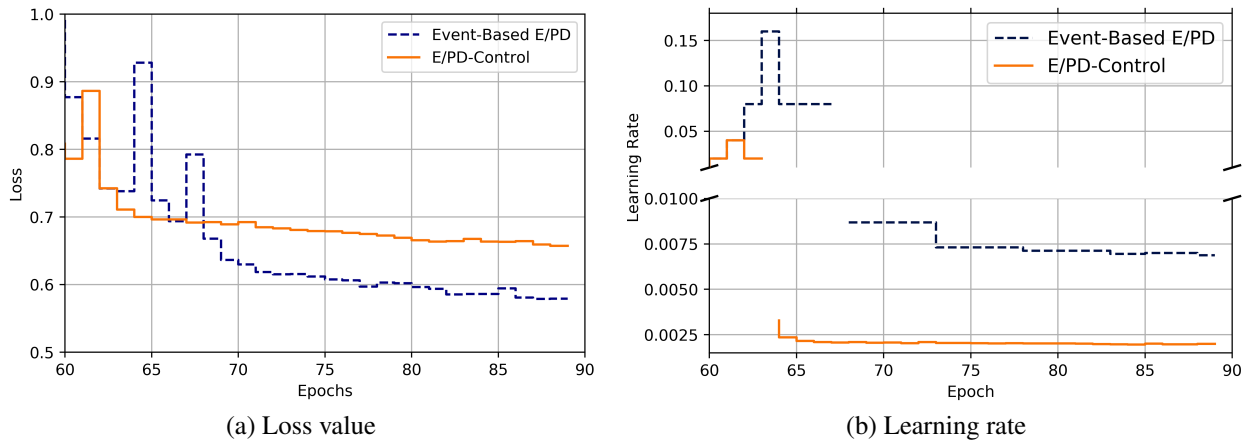 1.0
0.9
0.8
0.7
0.6
0.5
Loss
60 65 70 75 80 85 90
Epochs
Event-Based E/PD
E/PD-Control
(a) Loss value
0.15
0.10
0.05
0.0100
0.0075
0.0050
0.0025
Learning Rate
60 65 70 75 80 85 90
Epoch
Event-Based E/PD
E/PD-Control
(b) Learning rate